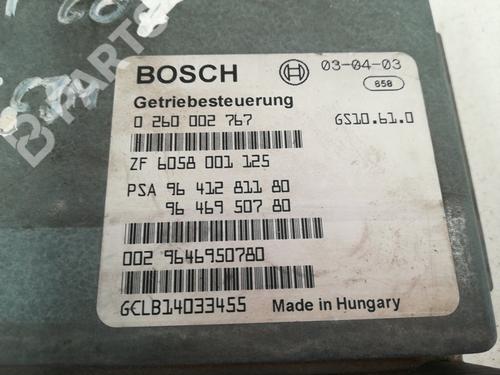 BOSCH 03-04-03
858
Getriebesteuerung
0 260 002 767 GS10.61.0
ZF 6058 001 125
PSA 96 412 811 80
96 469 507 80
002 9646950780
GCLB14033455 Made in Hungary
B PARTS